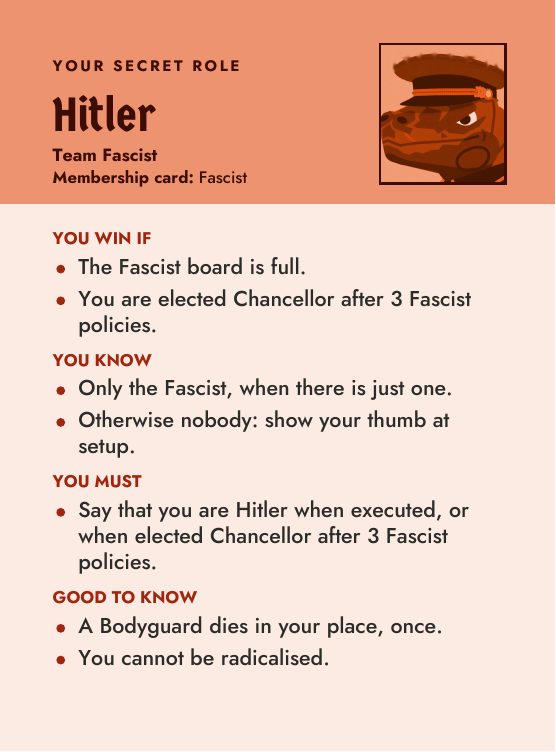 YOUR SECRET ROLE
Hitler
Team Fascist
Membership card: Fascist
YOU WIN IF
• The Fascist board is full.
• You are elected Chancellor after 3 Fascist
policies.
YOU KNOW
• Only the Fascist, when there is just one.
• Otherwise nobody: show your thumb at
setup.
YOU MUST
• Say that you are Hitler when executed, or
when elected Chancellor after 3 Fascist
policies.
GOOD TO KNOW
• A Bodyguard dies in your place, once.
• You cannot be radicalised.